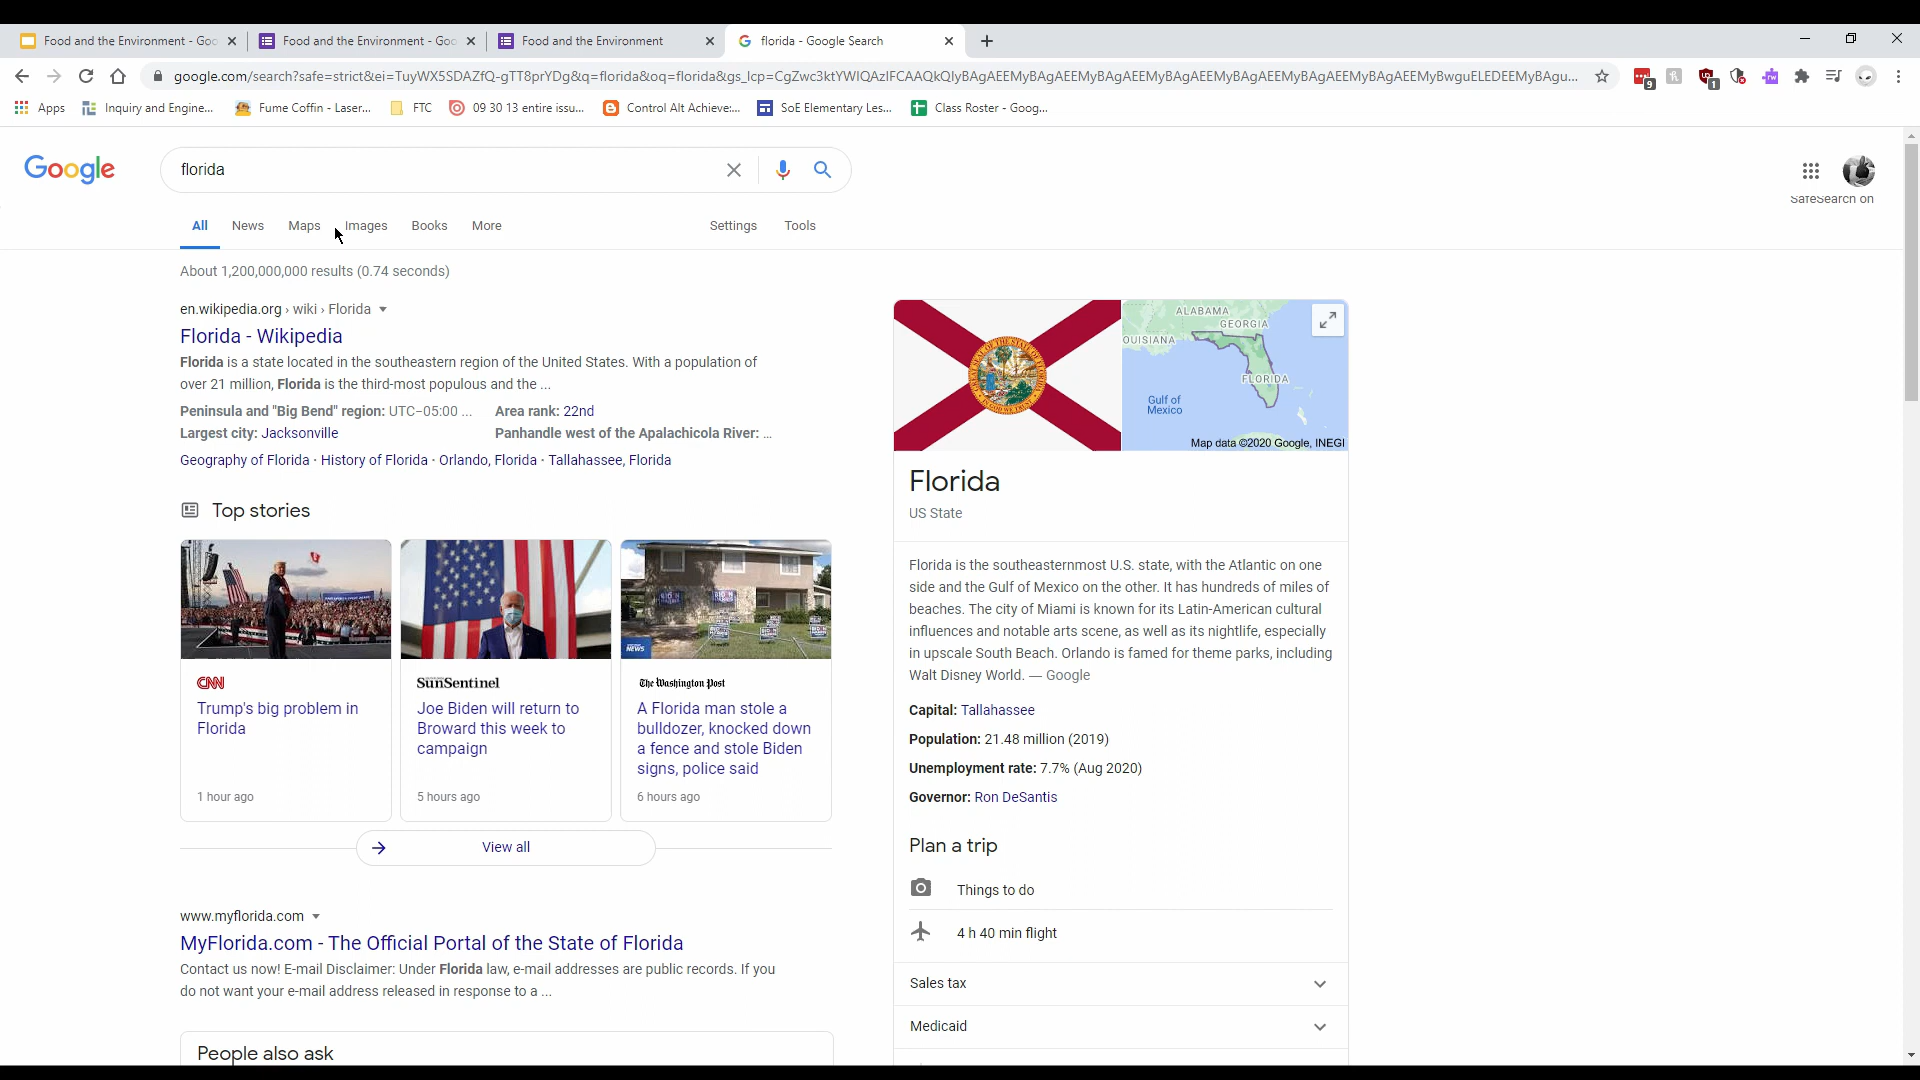 Food and the Environment - Goo
Food and the Environment - Goo
Food and the Environment
florida - Google Search
google.com/search?safe=strict&ei=TuyWX5SDAZfQ-gTT8prYDg&q=florida&oq=florida&gs_lcp=CgZwc3ktYWIQAzIFCAAQkQIyBAgAEEMyBAgAEEMyBAgAEEMyBAgAEEMyBAgAEEMyBAgAEEMyBAgAEEMyBwguELEDEEMyBAgu...
9
1
Apps
Inquiry and Engine...
Fume Coffin - Laser...
FTC
09 30 13 entire issu...
Control Alt Achieve:...
SoE Elementary Les...
Class Roster - Goog...
Google
florida
SafeSearch on
All News Maps Images Books More Settings Tools
About 1,200,000,000 results (0.74 seconds)
en.wikipedia.org › wiki › Florida
Florida - Wikipedia
Florida is a state located in the southeastern region of the United States. With a population of
over 21 million, Florida is the third-most populous and the ...
Peninsula and "Big Bend" region: UTC−05:00 ... Area rank: 22nd
Largest city: Jacksonville Panhandle west of the Apalachicola River: ...
Geography of Florida · History of Florida · Orlando, Florida · Tallahassee, Florida
Top stories
CNN
Trump's big problem in
Florida
1 hour ago
SunSentinel
Joe Biden will return to
Broward this week to
campaign
5 hours ago
NEWS
The Washington Post
A Florida man stole a
bulldozer, knocked down
a fence and stole Biden
signs, police said
6 hours ago
View all
www.myflorida.com
MyFlorida.com - The Official Portal of the State of Florida
Contact us now! E-mail Disclaimer: Under Florida law, e-mail addresses are public records. If you
do not want your e-mail address released in response to a ...
People also ask
ALABAMA
GEORGIA
OUISIANA
FLORIDA
Gulf of
Mexico
Map data ©2020 Google, INEGI
Florida
US State
Florida is the southeasternmost U.S. state, with the Atlantic on one
side and the Gulf of Mexico on the other. It has hundreds of miles of
beaches. The city of Miami is known for its Latin-American cultural
influences and notable arts scene, as well as its nightlife, especially
in upscale South Beach. Orlando is famed for theme parks, including
Walt Disney World. — Google
Capital: Tallahassee
Population: 21.48 million (2019)
Unemployment rate: 7.7% (Aug 2020)
Governor: Ron DeSantis
Plan a trip
Things to do
4 h 40 min flight
Sales tax
Medicaid